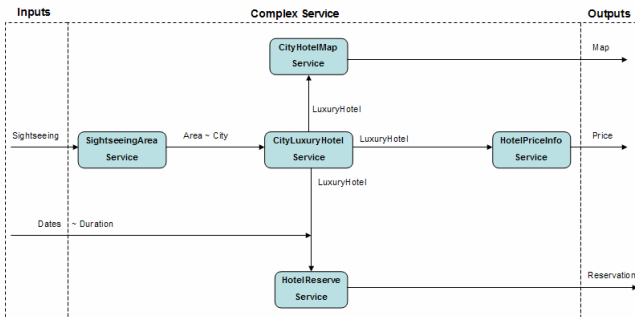 Inputs
Complex Service
Outputs
CityHotelMap
Service
Map
LuxuryHotel
Sightseeing
SightseeingArea
Service
Area ~ City
CityLuxuryHotel
Service
LuxuryHotel
HotelPriceInfo
Service
Price
LuxuryHotel
Dates
~ Duration
HotelReserve
Service
Reservation